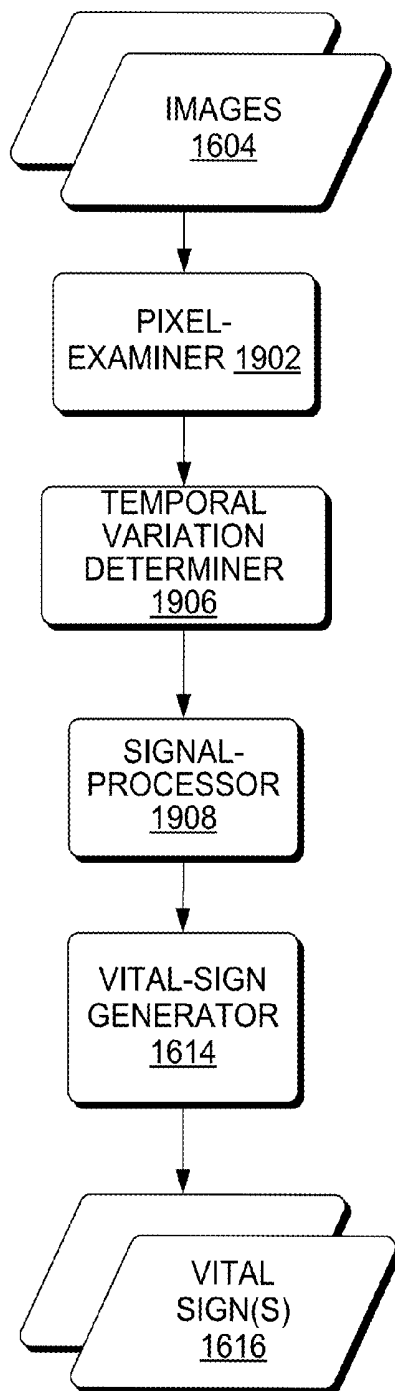 IMAGES
1604
PIXEL-
EXAMINER 1902
TEMPORAL
VARIATION
DETERMINER
1906
SIGNAL-
PROCESSOR
1908
VITAL-SIGN
GENERATOR
1614
VITAL
SIGN(S)
1616